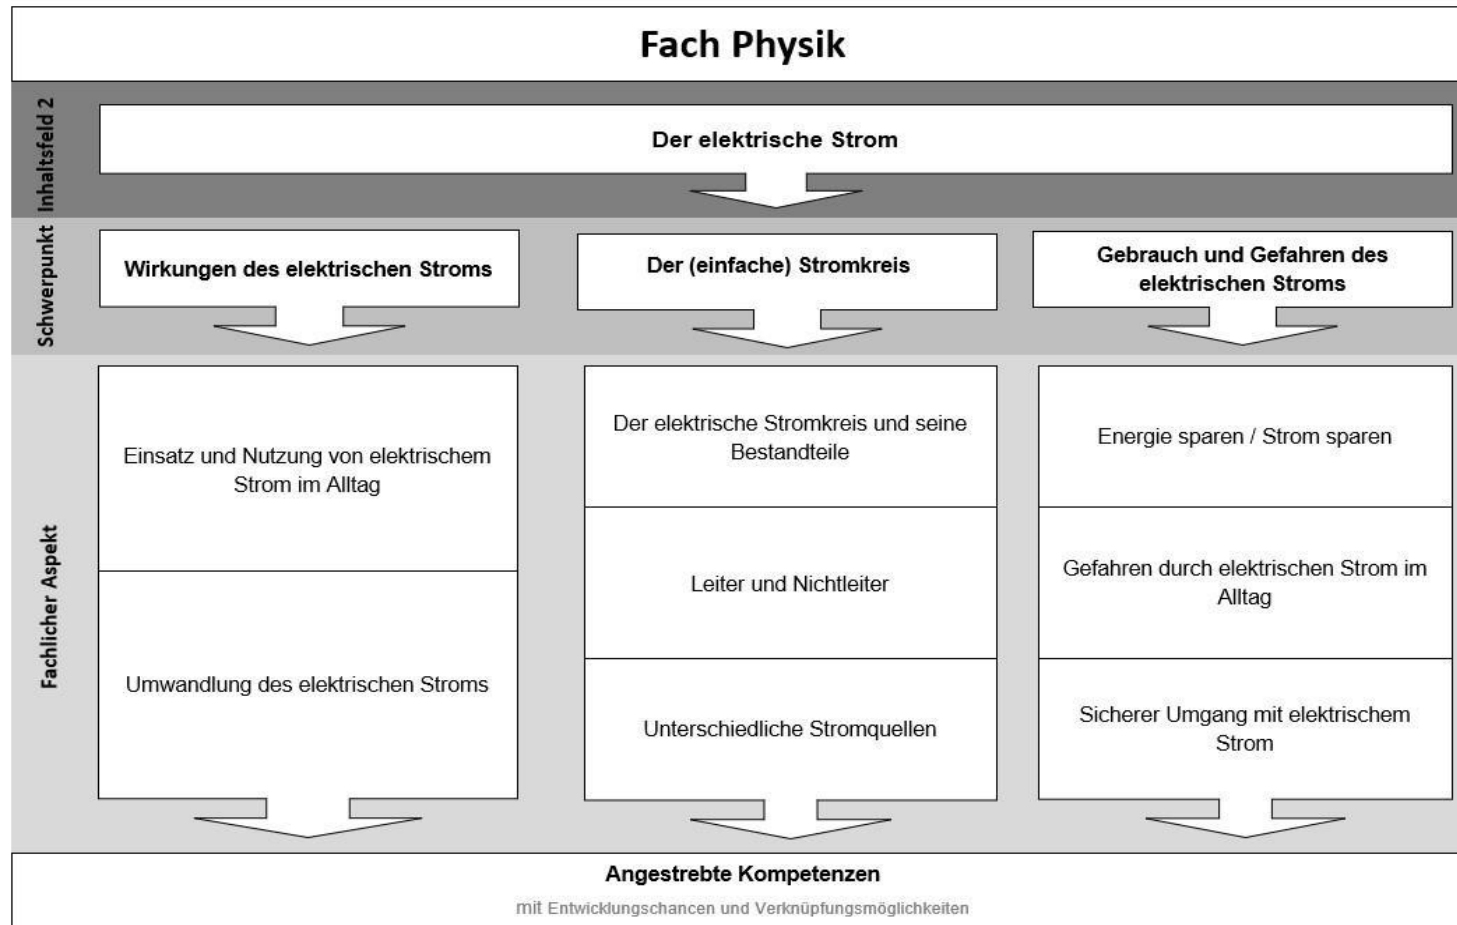 Fach Physik
Inhaltsfeld 2
Der elektrische Strom
Schwerpunkt
Wirkungen des elektrischen Stroms
Der (einfache) Stromkreis
Gebrauch und Gefahren des
elektrischen Stroms
Fachlicher Aspekt
Einsatz und Nutzung von elektrischem
Strom im Alltag
Umwandlung des elektrischen Stroms
Der elektrische Stromkreis und seine
Bestandteile
Leiter und Nichtleiter
Unterschiedliche Stromquellen
Energie sparen / Strom sparen
Gefahren durch elektrischen Strom im
Alltag
Sicherer Umgang mit elektrischem
Strom
Angestrebte Kompetenzen
mit Entwicklungschancen und Verknüpfungsmöglichkeiten